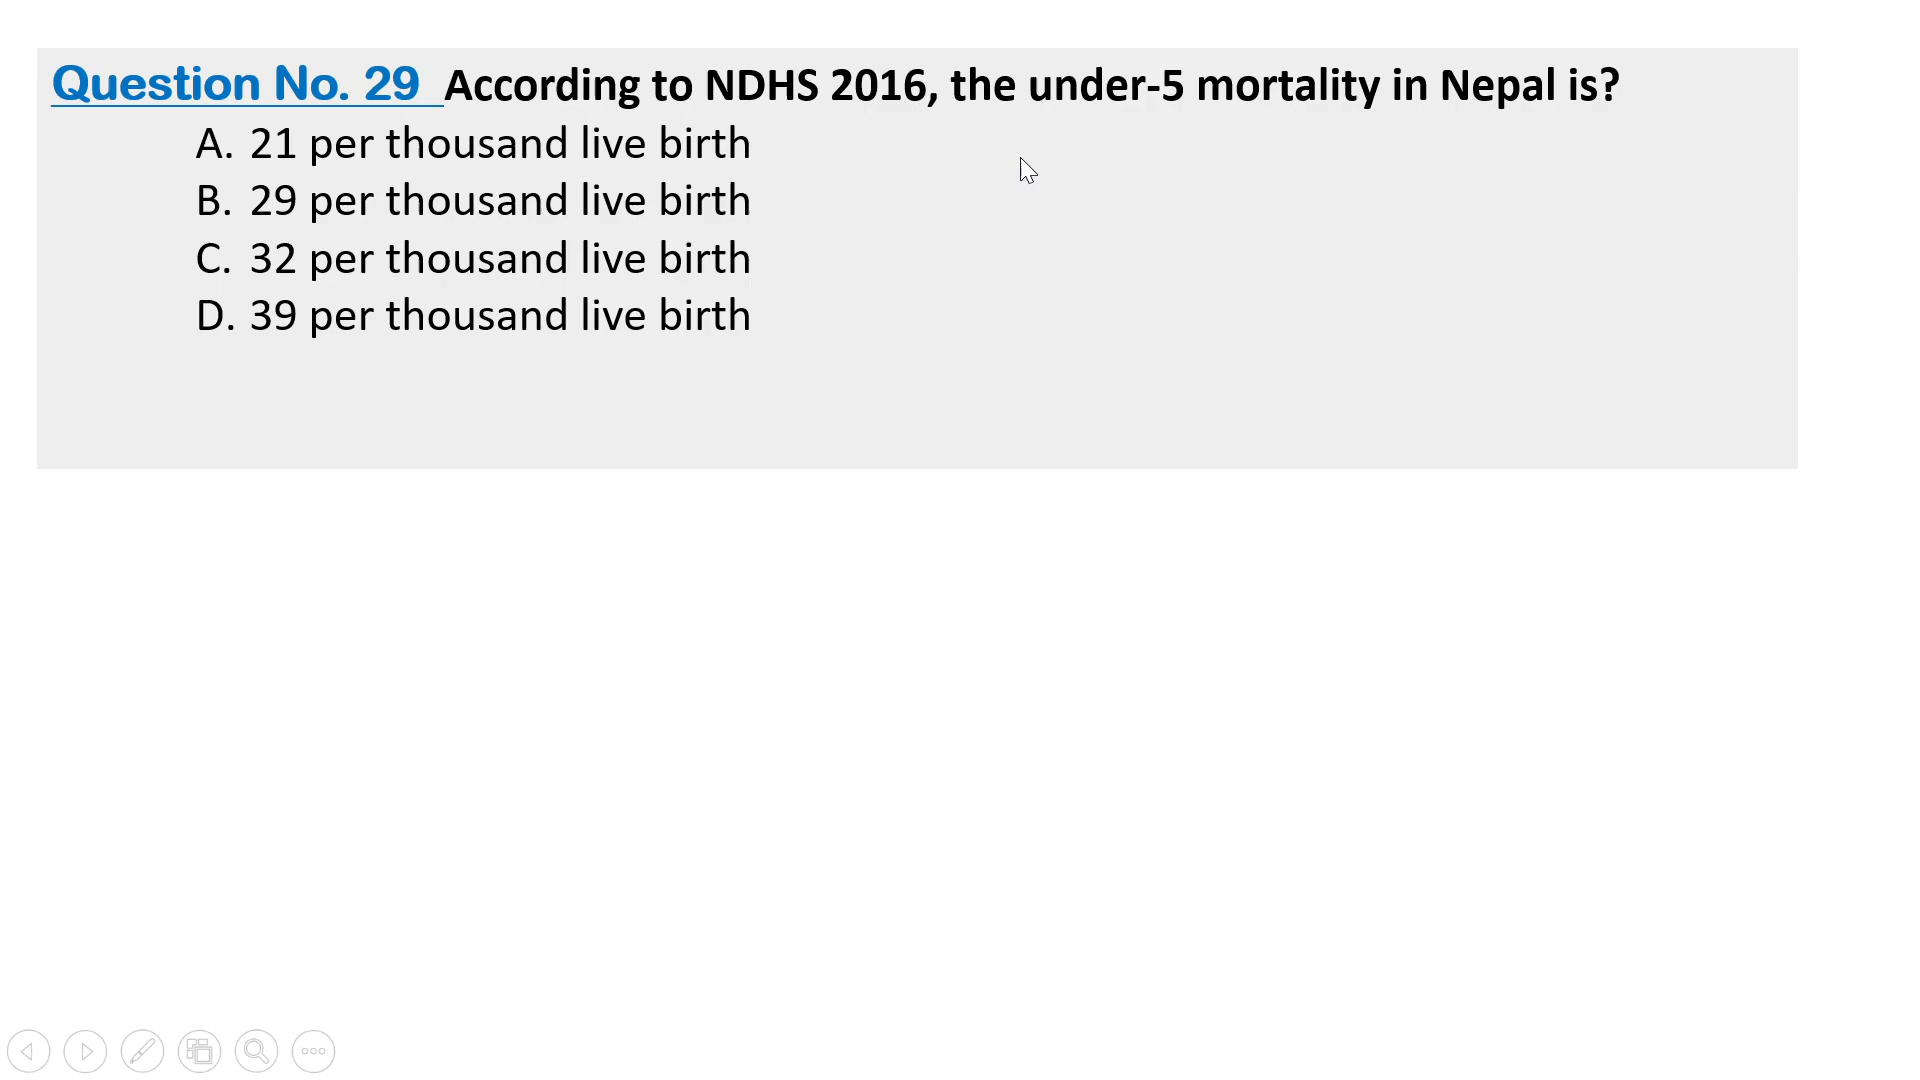 Question No. 29 According to NDHS 2016, the under-5 mortality in Nepal is?
A. 21 per thousand live birth
B. 29 per thousand live birth
C. 32 per thousand live birth
D. 39 per thousand live birth